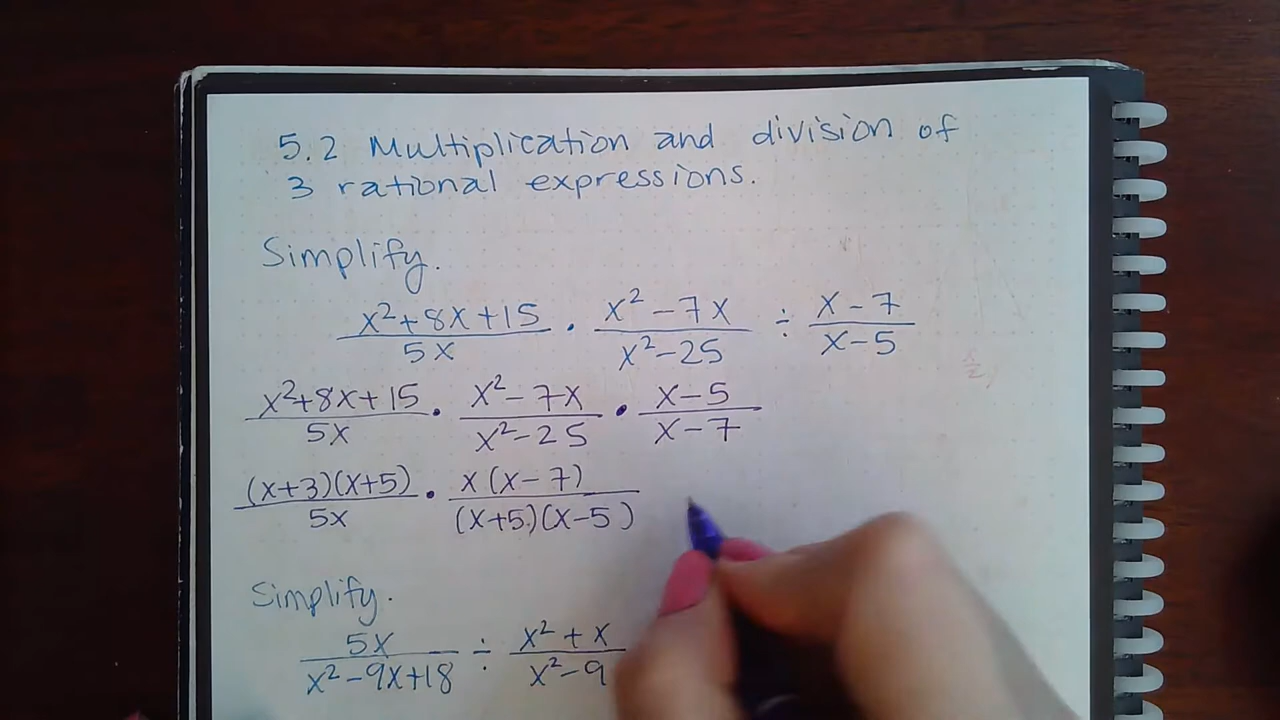 5.2 Multiplication and division of
3 rational expressions.
Simplify.
x²+8x+15 / 5x · x²-7x / x²-25 ÷ x-7 / x-5
x²+8x+15 / 5x · x²-7x / x²-25 · x-5 / x-7
(x+3)(x+5) / 5x · x(x-7) / (x+5)(x-5)
Simplify.
5x / x²-9x+18 ÷ x²+x / x²-9